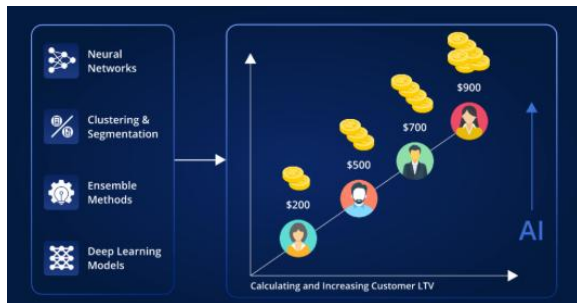 Neural
Networks
Clustering &
Segmentation
Ensemble
Methods
Deep Learning
Models
$900
$700
$500
$200
AI
Calculating and Increasing Customer LTV